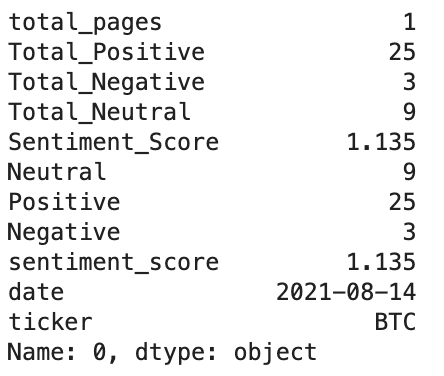 total_pages 1
Total_Positive 25
Total_Negative 3
Total_Neutral 9
Sentiment_Score 1.135
Neutral 9
Positive 25
Negative 3
sentiment_score 1.135
date 2021-08-14
ticker BTC
Name: 0, dtype: object